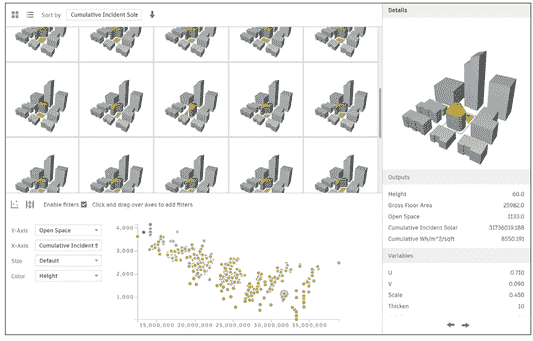 Sort by Cumulative Incident Sola
Details
Outputs
Height 60.0
Gross Floor Area 25982.0
Open Space 1133.0
Cumulative Incident Solar 31736019.188
Cumulative Wh/m^2/sqft 8550.191
Variables
U 0.710
V 0.090
Scale 0.450
Thicken 10
Enable filters Click and drag over axes to add filters
Y-Axis Open Space
X-Axis Cumulative Incident S
Size Default
Color Height
4,000
3,000
2,000
1,000
15,000,000 20,000,000 25,000,000 30,000,000 35,000,000